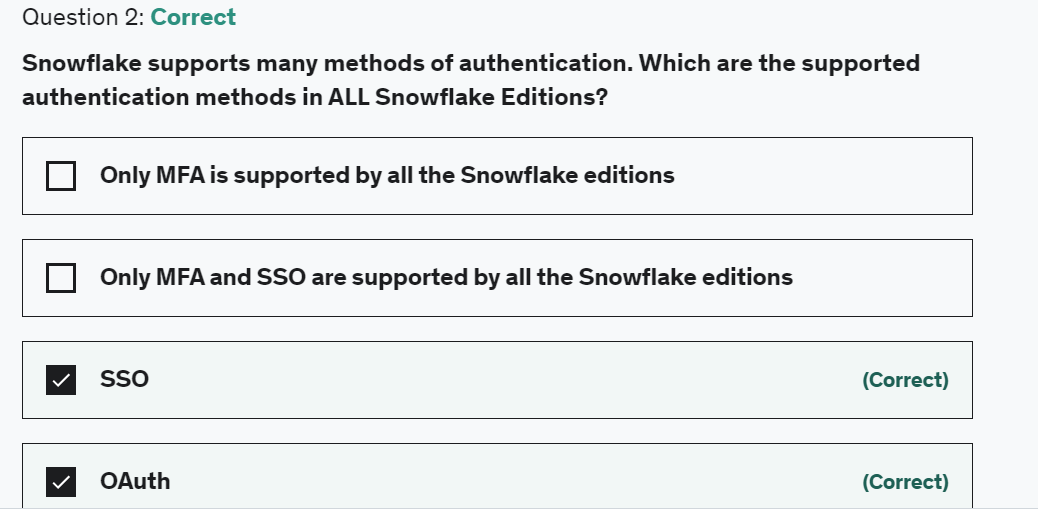 Question 2: Correct
Snowflake supports many methods of authentication. Which are the supported
authentication methods in ALL Snowflake Editions?
Only MFA is supported by all the Snowflake editions
Only MFA and SSO are supported by all the Snowflake editions
SSO (Correct)
OAuth (Correct)